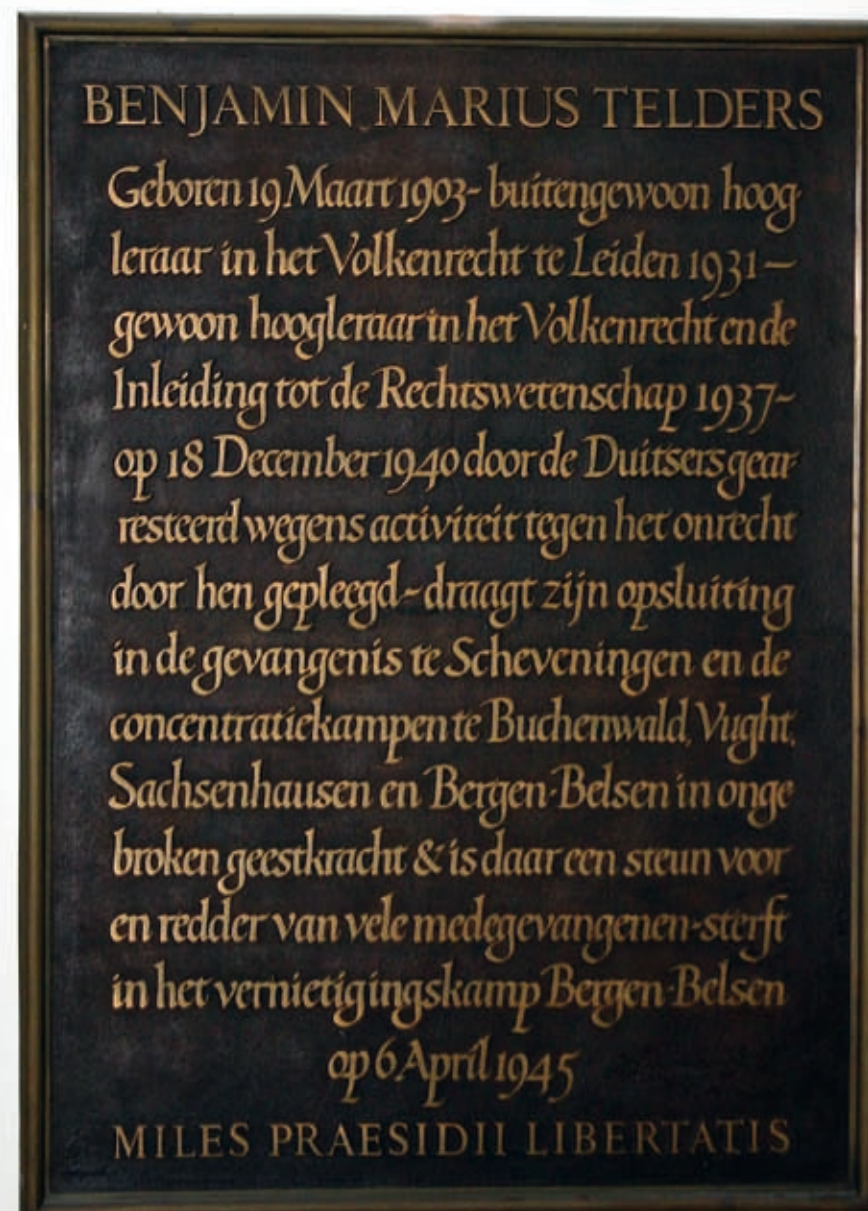 BENJAMIN MARIUS TELDERS
Geboren 19 Maart 1903- buitengewoon hoog
leraar in het Volkenrecht te Leiden 1931-
gewoon hoogleraar in het Volkenrecht en de
Inleiding tot de Rechtswetenschap 1937-
op 18 December 1940 door de Duitsers gear-
resteerd wegens activiteit tegen het onrecht
door hen gepleegd-draagt zijn opsluiting
in de gevangenis te Scheveningen en de
concentratiekampen te Buchenwald, Vught,
Sachsenhausen en Bergen-Belsen in onge
broken geestkracht & is daar een steun voor
en redder van vele medegevangenen-sterft
in het vernietigingskamp Bergen-Belsen
op 6 April 1945
MILES PRAESIDII LIBERTATIS